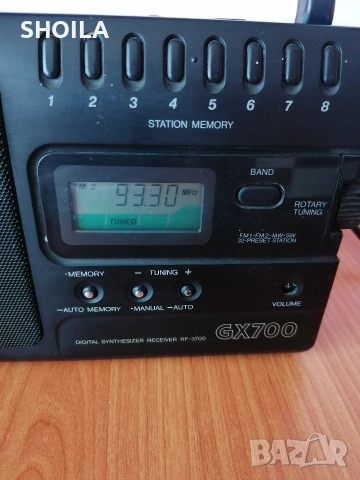 SHOILA
1 2 3 4 5 6 7 8
STATION MEMORY
FM 2 93.30 MHz
TUNED
BAND
ROTARY
TUNING
FM1-FM2-MW-SW
32-PRESET STATION
-MEMORY - TUNING +
-AUTO MEMORY -MANUAL -AUTO
VOLUME
DIGITAL SYNTHESIZER RECEIVER RF-3700 GX700
BAZAR